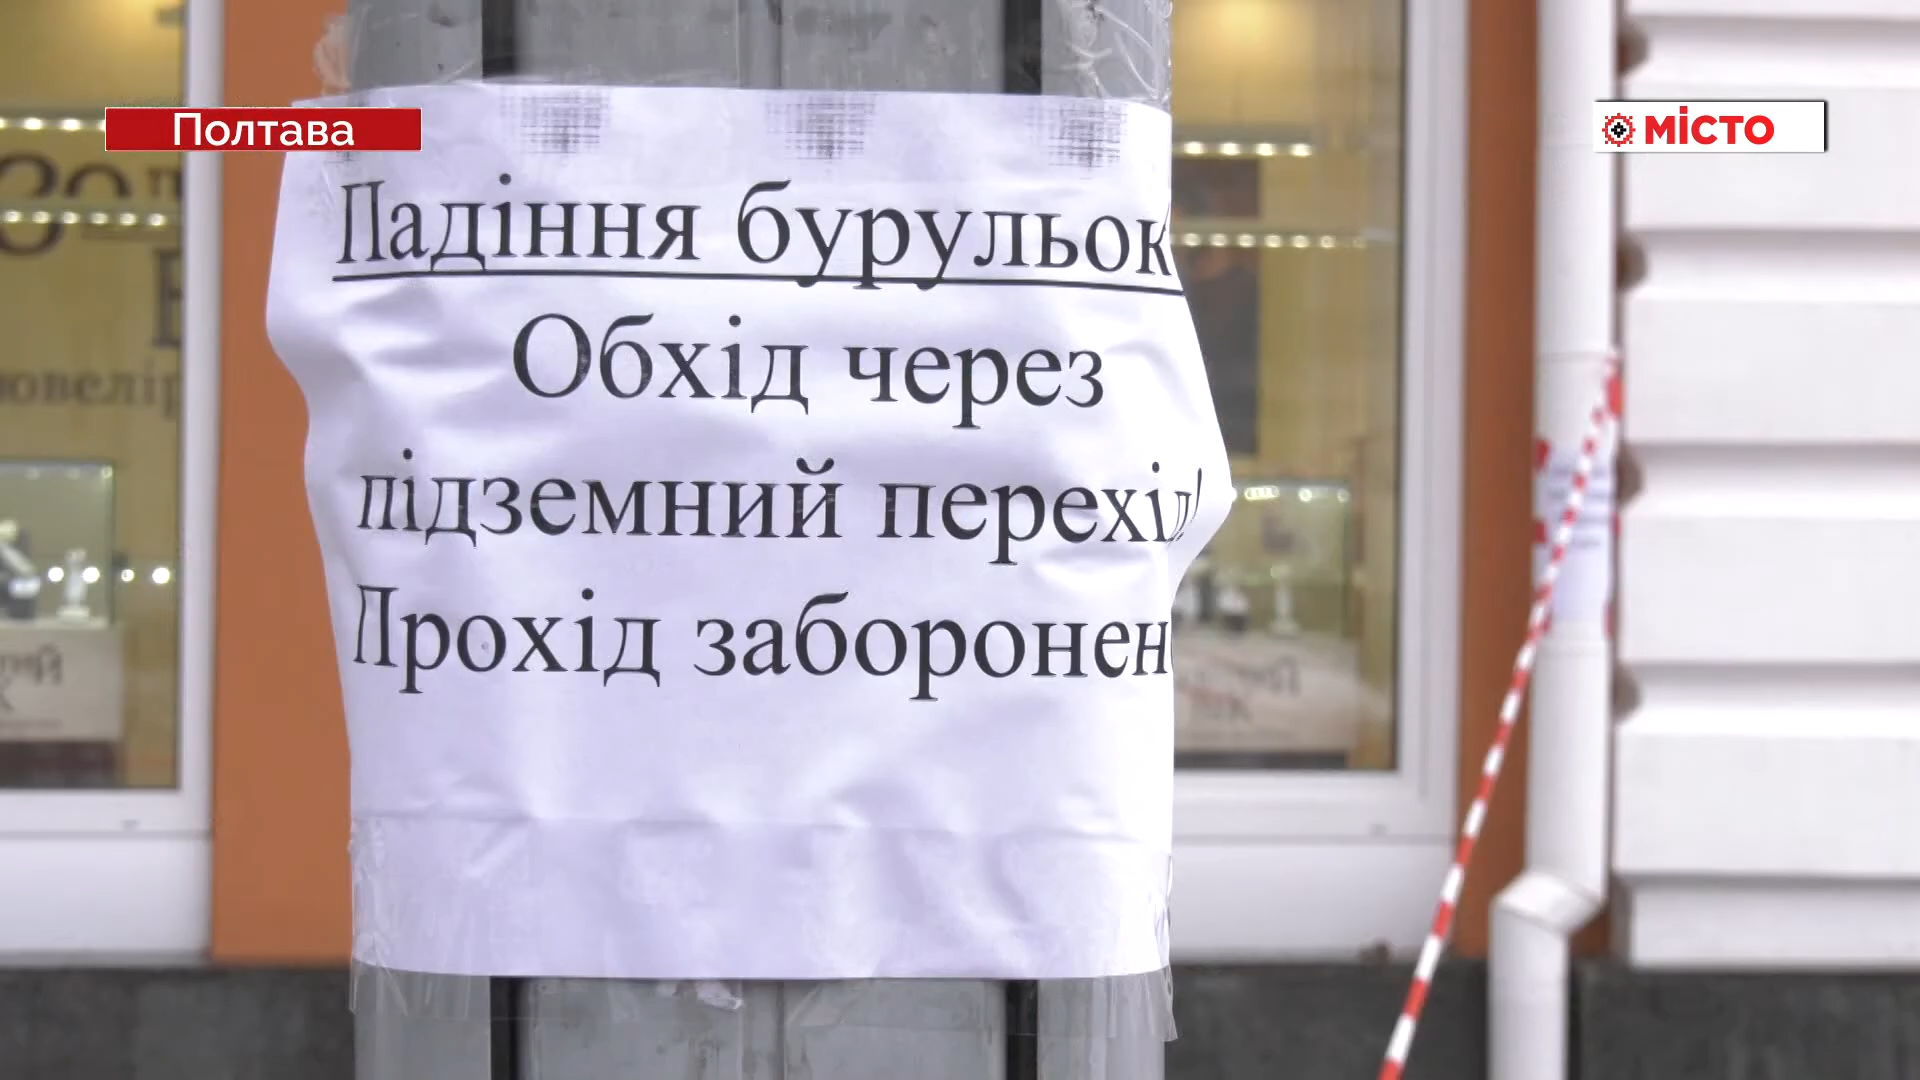 Полтава
МІСТО
Падіння бурульок
Обхід через
підземний перехід!
Прохід заборонен